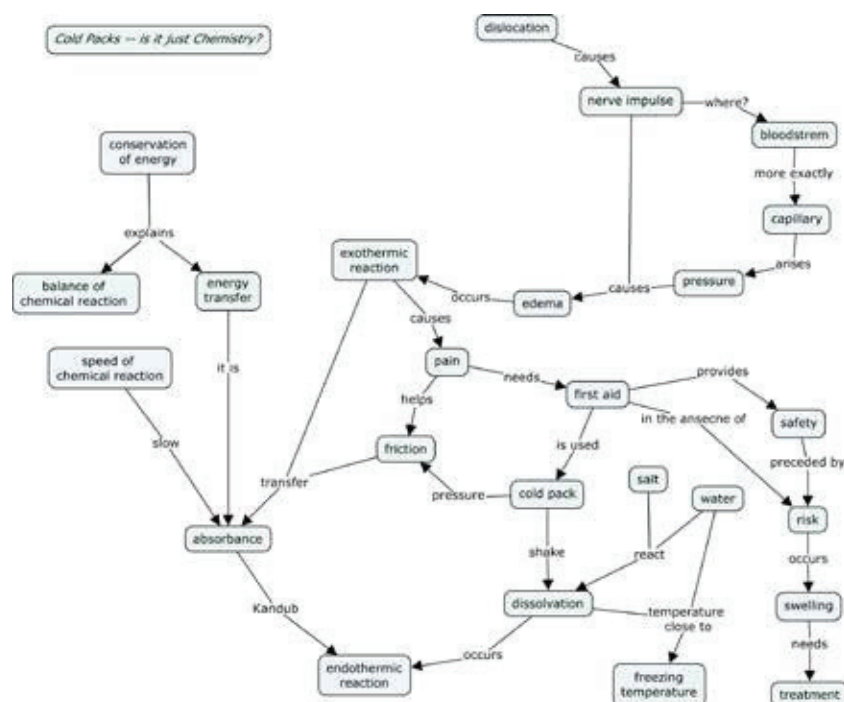 Cold Packs -- is it just Chemistry?
dislocation
causes
nerve impulse
where?
bloodstrem
more exactly
capillary
arises
pressure
causes
edema
occurs
exothermic
reaction
conservation
of energy
explains
balance of
chemical reaction
energy
transfer
it is
speed of
chemical reaction
slow
causes
pain
needs
first aid
provides
safety
helps
friction
is used
in the ansecne of
preceded by
transfer
pressure
cold pack
salt
water
risk
absorbance
shake
react
occurs
Kandub
dissolvation
temperature
close to
swelling
occurs
needs
endothermic
reaction
freezing
temperature
treatment